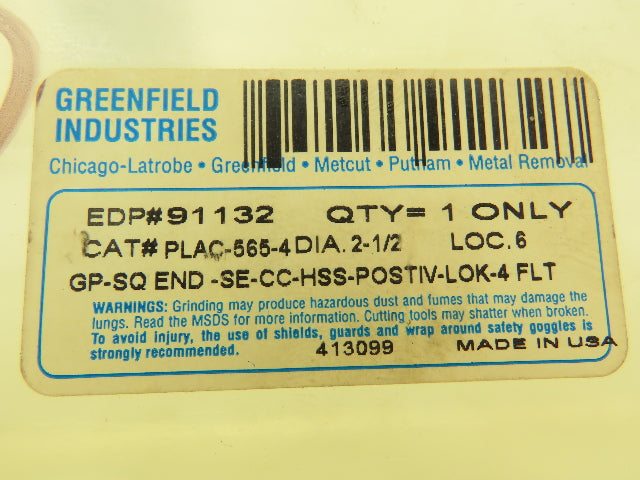 GREENFIELD
INDUSTRIES
Chicago-Latrobe • Greenfield • Metcut • Putnam • Metal Removal
EDP#91132 QTY= 1 ONLY
CAT# PLAC-565-4 DIA. 2-1/2 LOC. 6
GP-SQ END -SE-CC-HSS-POSTIV-LOK-4 FLT
WARNINGS: Grinding may produce hazardous dust and fumes that may damage the
lungs. Read the MSDS for more information. Cutting tools may shatter when broken.
To avoid injury, the use of shields, guards and wrap around safety goggles is
strongly recommended. 413099 MADE IN USA